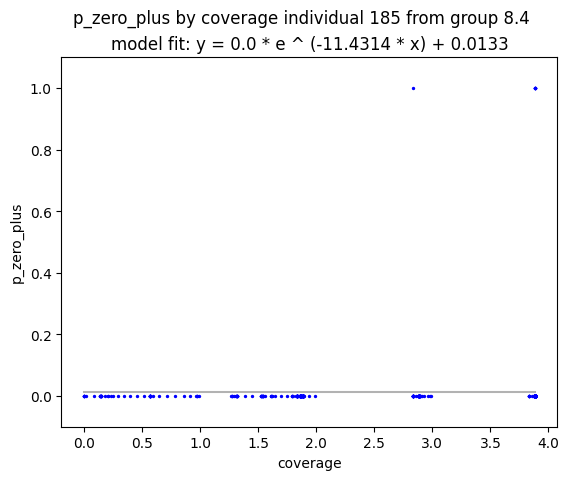 p_zero_plus by coverage individual 185 from group 8.4
model fit: y = 0.0 * e ^ (-11.4314 * x) + 0.0133
1.0
0.8
0.6
0.4
0.2
0.0
p_zero_plus
0.0 0.5 1.0 1.5 2.0 2.5 3.0 3.5 4.0
coverage